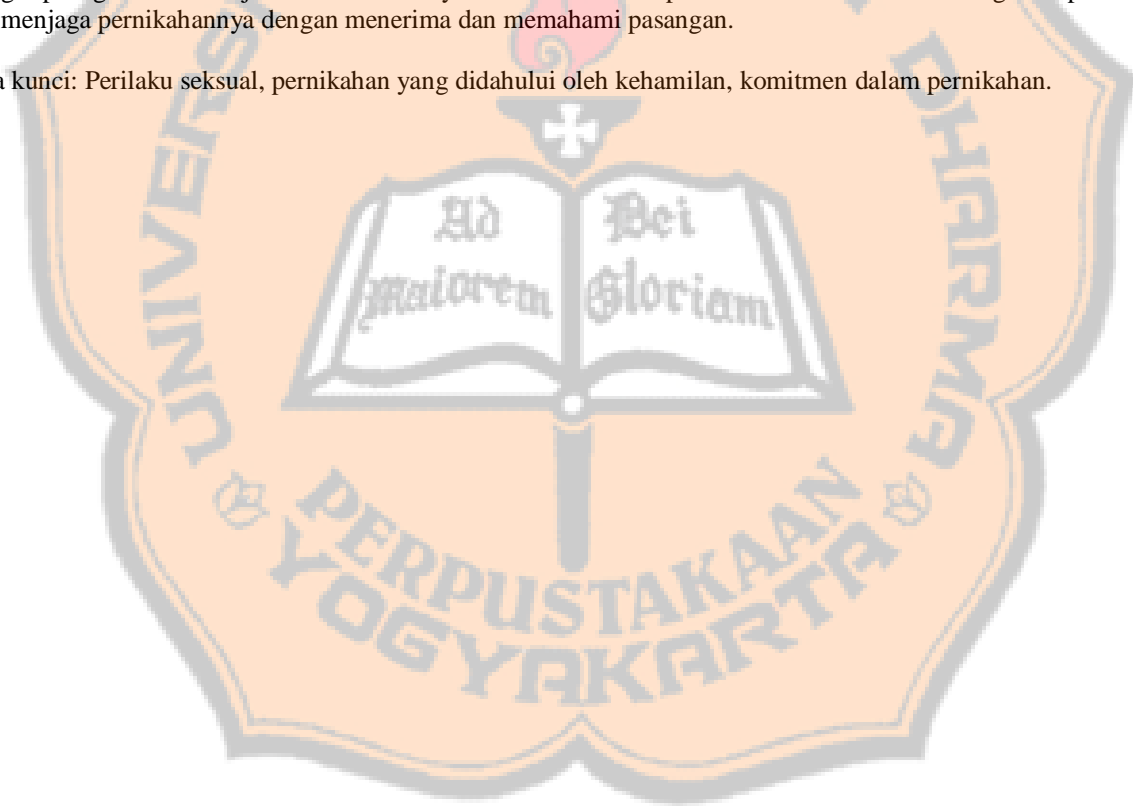 menjaga pernikahannya dengan menerima dan memahami pasangan.
kunci: Perilaku seksual, pernikahan yang didahului oleh kehamilan, komitmen dalam pernikahan.
DHARMA
Ad Dei
maiorem Gloriam
PERPUSTAKAAN
YOGYAKARTA